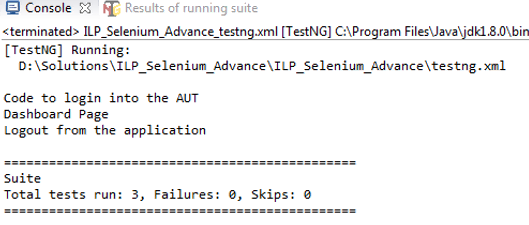 Console Results of running suite
<terminated> ILP_Selenium_Advance_testng.xml [TestNG] C:\Program Files\Java\jdk1.8.0\bin
[TestNG] Running:
D:\Solutions\ILP_Selenium_Advance\ILP_Selenium_Advance\testng.xml
Code to login into the AUT
Dashboard Page
Logout from the application
===============================================
Suite
Total tests run: 3, Failures: 0, Skips: 0
===============================================